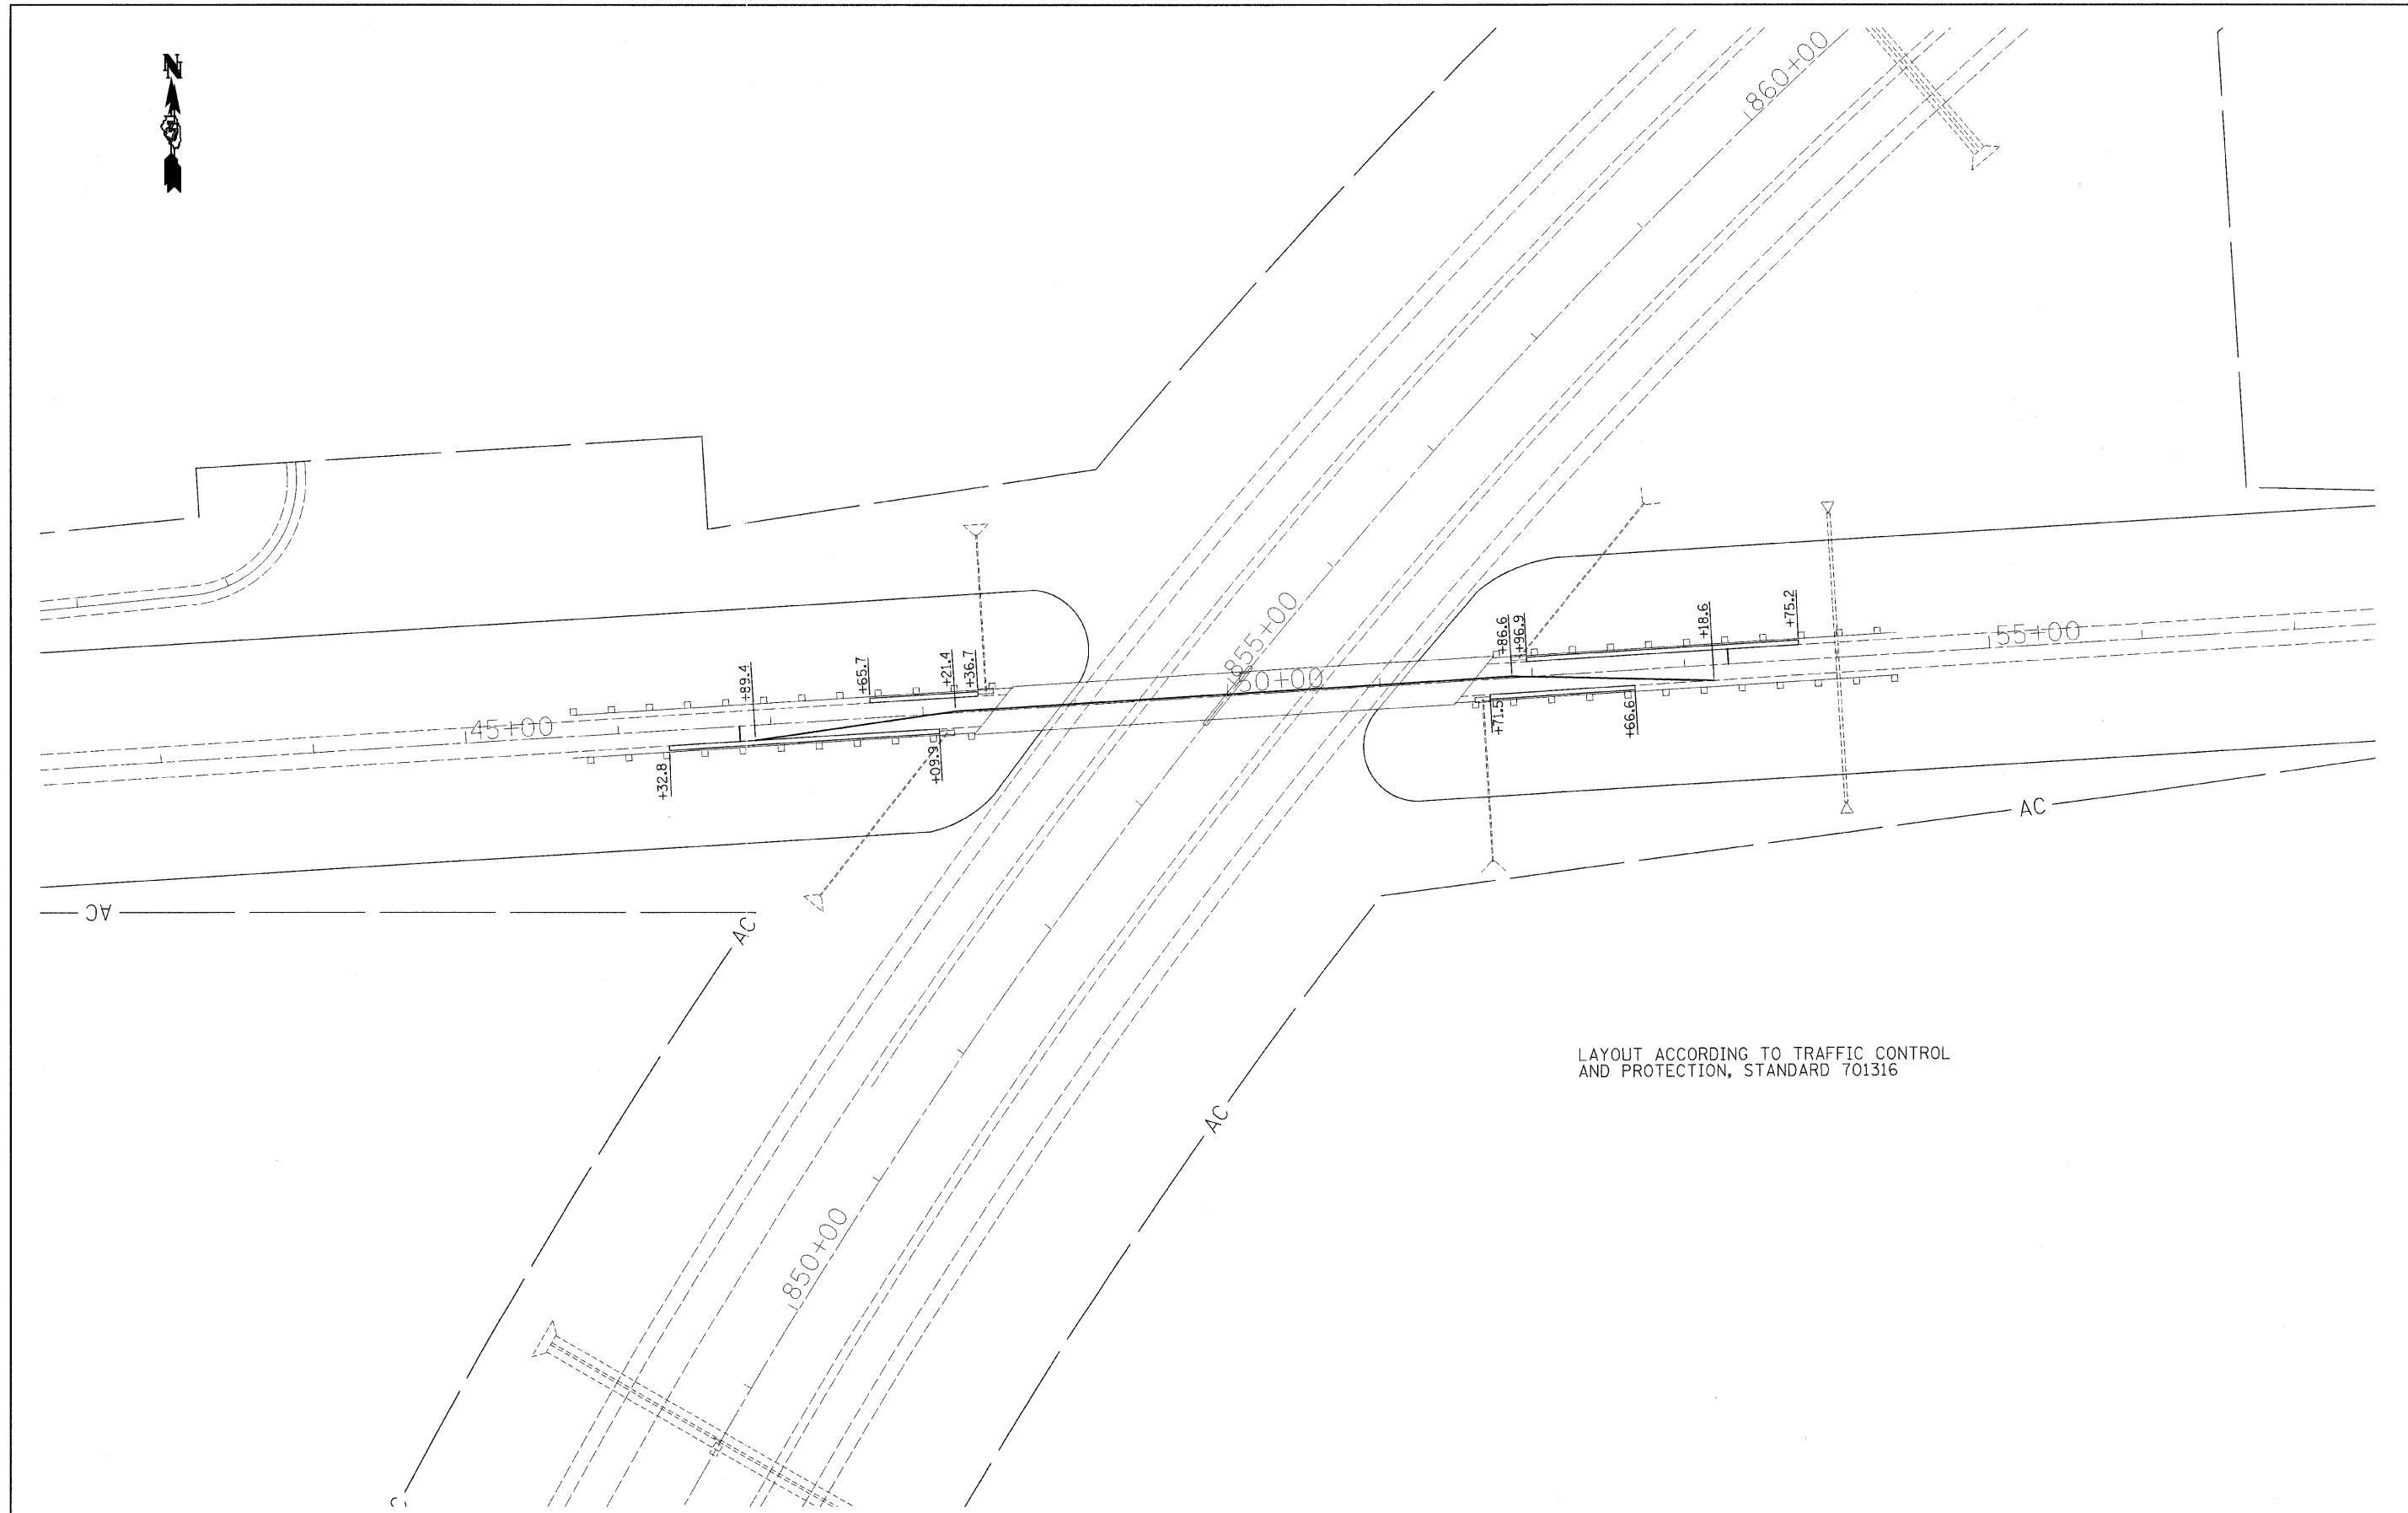 N
860+00
855+00
+86.6
+96.9
+18.6
+75.2
55+00
+89.4
+65.7
+21.4
+36.7
50+00
45+00
+71.5
+66.6
+32.8
+09.9
AC
AC
AC
LAYOUT ACCORDING TO TRAFFIC CONTROL
AND PROTECTION, STANDARD 701316
AC
850+00